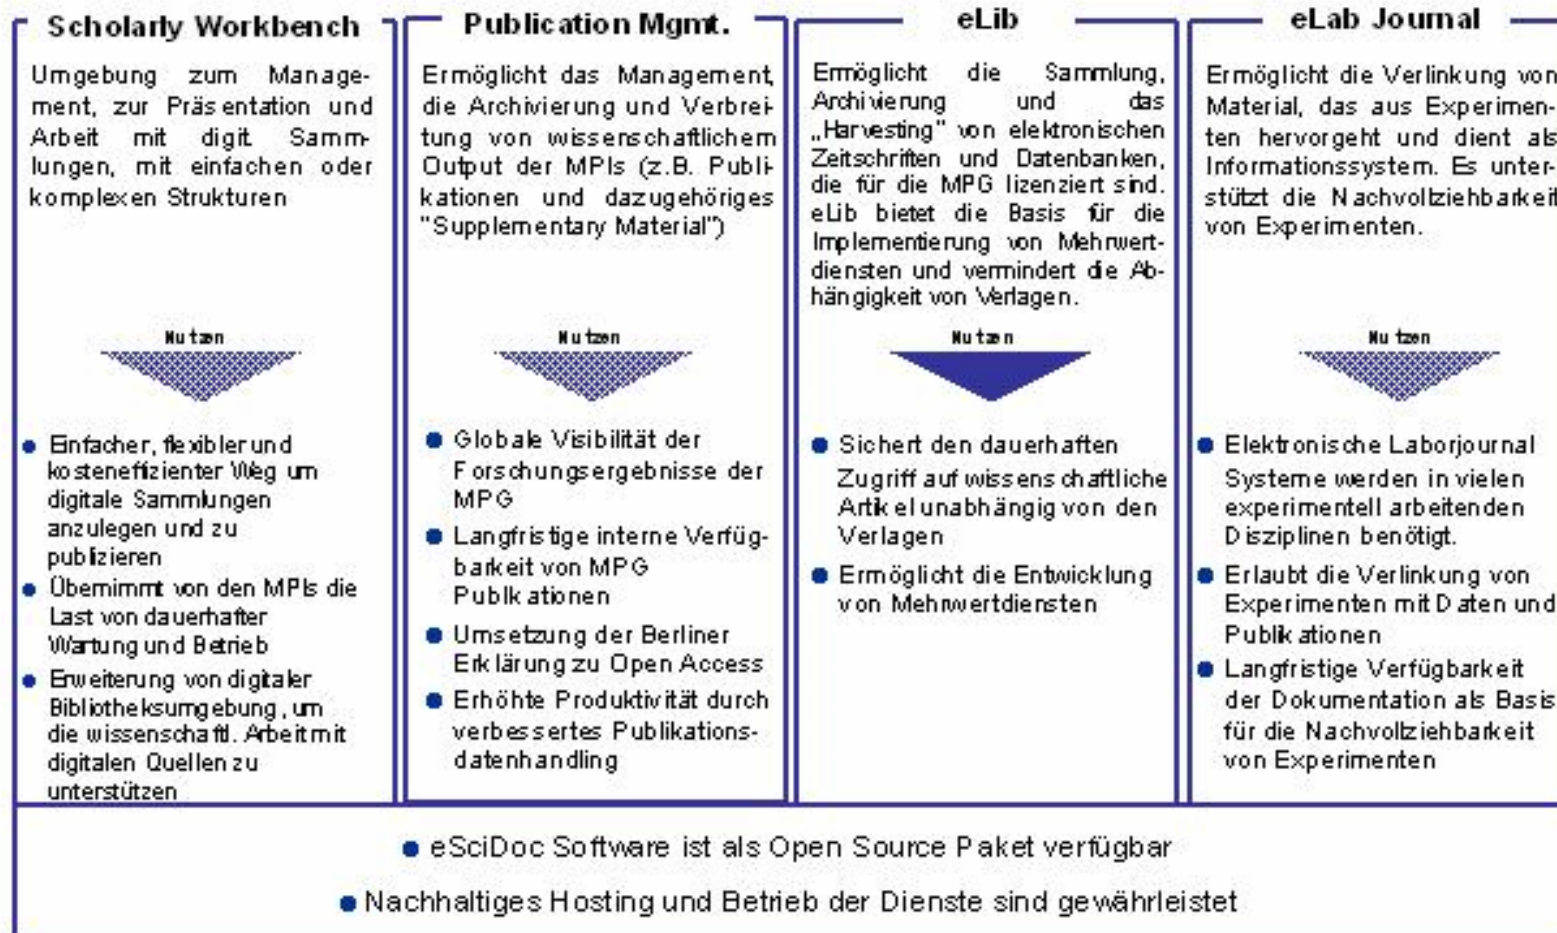 Scholarly Workbench
Umgebung zum Manage-
ment, zur Präsentation und
Arbeit mit digit. Samm-
lungen, mit einfachen oder
komplexen Strukturen
Nutzen
Einfacher, flexibler und
kosteneffizienter Weg um
digitale Sammlungen
anzulegen und zu
publizieren
Übernimmt von den MPIs die
Last von dauerhafter
Wartung und Betrieb
Erweiterung von digitaler
Bibliotheksumgebung, um
die wissenschaftl. Arbeit mit
digitalen Quellen zu
unterstützen
Publication Mgmt.
Ermöglicht das Management,
die Archivierung und Verbrei-
tung von wissenschaftlichem
Output der MPIs (z.B. Publi-
kationen und dazugehöriges
"Supplementary Material")
Nutzen
Globale Visibilität der
Forschungsergebnisse der
MPG
Langfristige interne Verfüg-
barkeit von MPG
Publkationen
Umsetzung der Berliner
Erklärung zu Open Access
Erhöhte Produktivität durch
verbessertes Publikations-
datenhandling
eLib
Ermöglicht die Sammlung,
Archivierung und das
„Harvesting" von elektronischen
Zeitschriften und Datenbanken,
die für die MPG lizenziert sind.
eLib bietet die Basis für die
Implementierung von Mehrwert-
diensten und vermindert die Ab-
hängigkeit von Verlagen.
Nutzen
Sichert den dauerhaften
Zugriff auf wissenschaftliche
Artikel unabhängig von den
Verlagen
Ermöglicht die Entwicklung
von Mehrwertdiensten
eLab Journal
Ermöglicht die Verlinkung von
Material, das aus Experimen-
ten hervorgeht und dient als
Informationssystem. Es unter-
stützt die Nachvollziehbarkeit
von Experimenten.
Nutzen
Elektronische Laborjournal
Systeme werden in vielen
experimentell arbeitenden
Disziplinen benötigt.
Erlaubt die Verlinkung von
Experimenten mit Daten und
Publikationen
Langfristige Verfügbarkeit
der Dokumentation als Basis
für die Nachvollziehbarkeit
von Experimenten
eSciDoc Software ist als Open Source Paket verfügbar
Nachhaltiges Hosting und Betrieb der Dienste sind gewährleistet